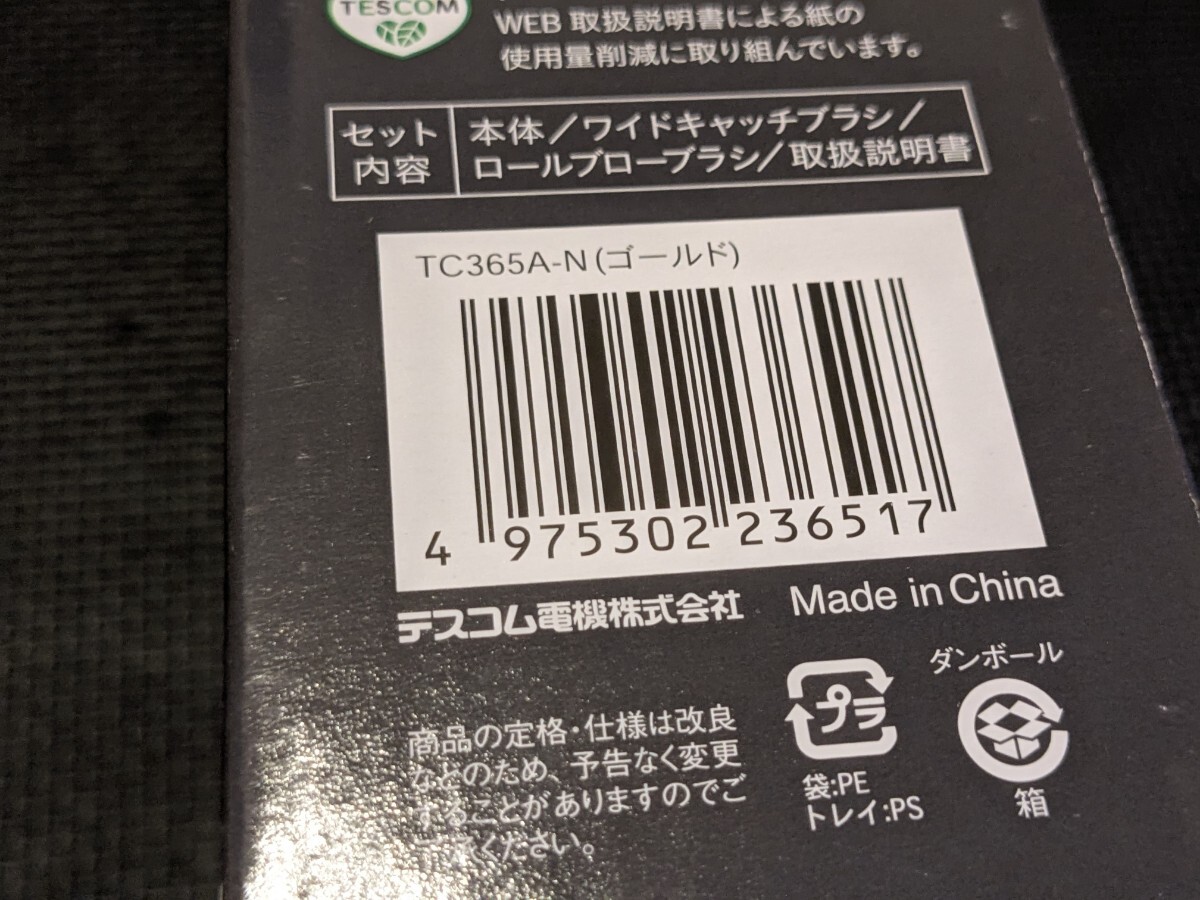 TESCOM
WEB 取扱説明書による紙の
使用量削減に取り組んでいます。
セット
内容
本体／ワイドキャッチブラシ／
ロールブローブラシ／取扱説明書
TC365A-N(ゴールド)
4 975302 236517
テスコム電機株式会社
Made in China
ダンボール
プラ
袋:PE
トレイ:PS
箱
商品の定格・仕様は改良
などのため、予告なく変更
することがありますのでご
ください。